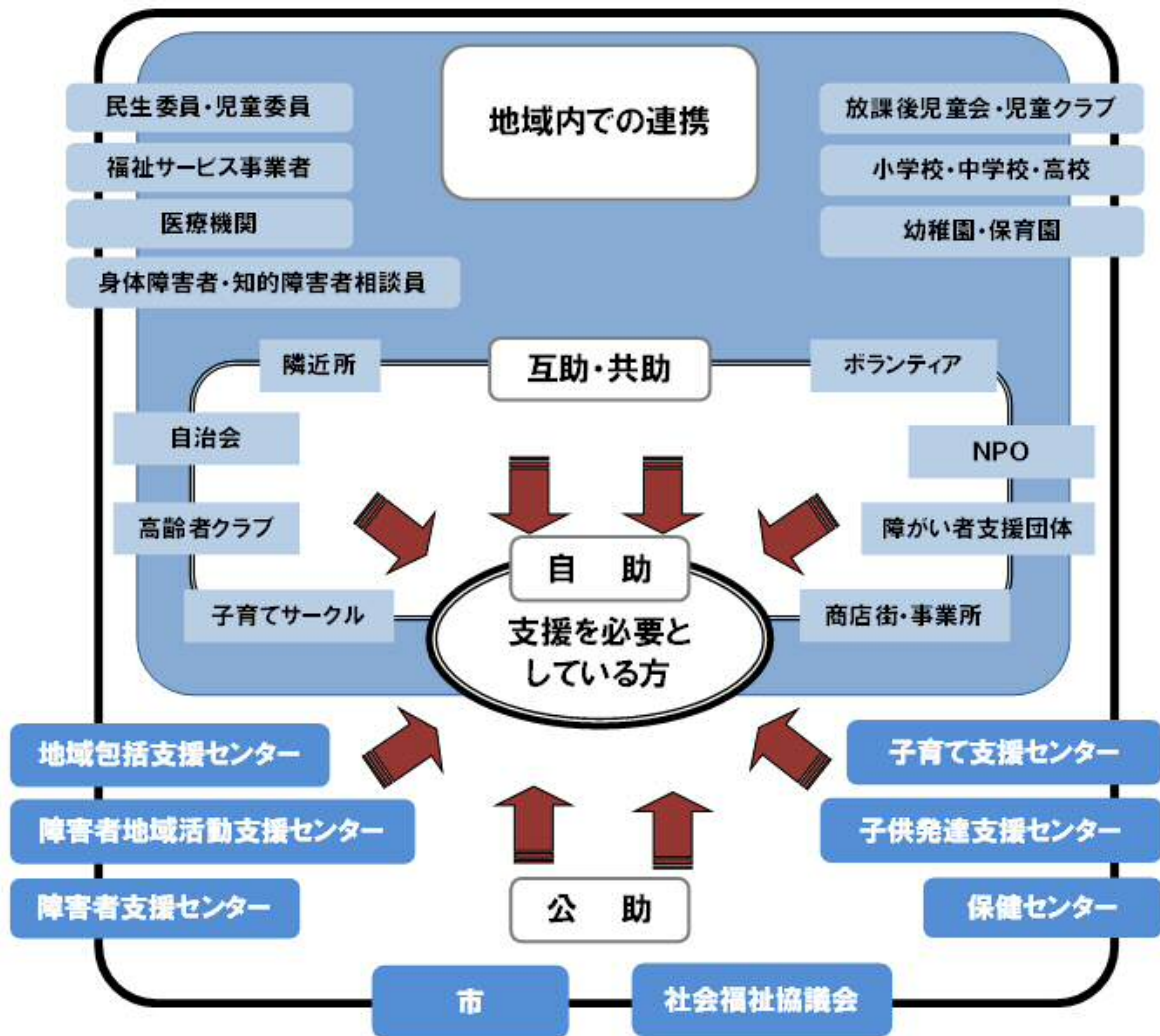 地域内での連携
民生委員・児童委員
福祉サービス事業者
医療機関
身体障害者・知的障害者相談員
放課後児童会・児童クラブ
小学校・中学校・高校
幼稚園・保育園
互助・共助
隣近所
自治会
高齢者クラブ
子育てサークル
ボランティア
NPO
障がい者支援団体
商店街・事業所
自 助
支援を必要と
している方
地域包括支援センター
障害者地域活動支援センター
障害者支援センター
子育て支援センター
子供発達支援センター
保健センター
公 助
市
社会福祉協議会